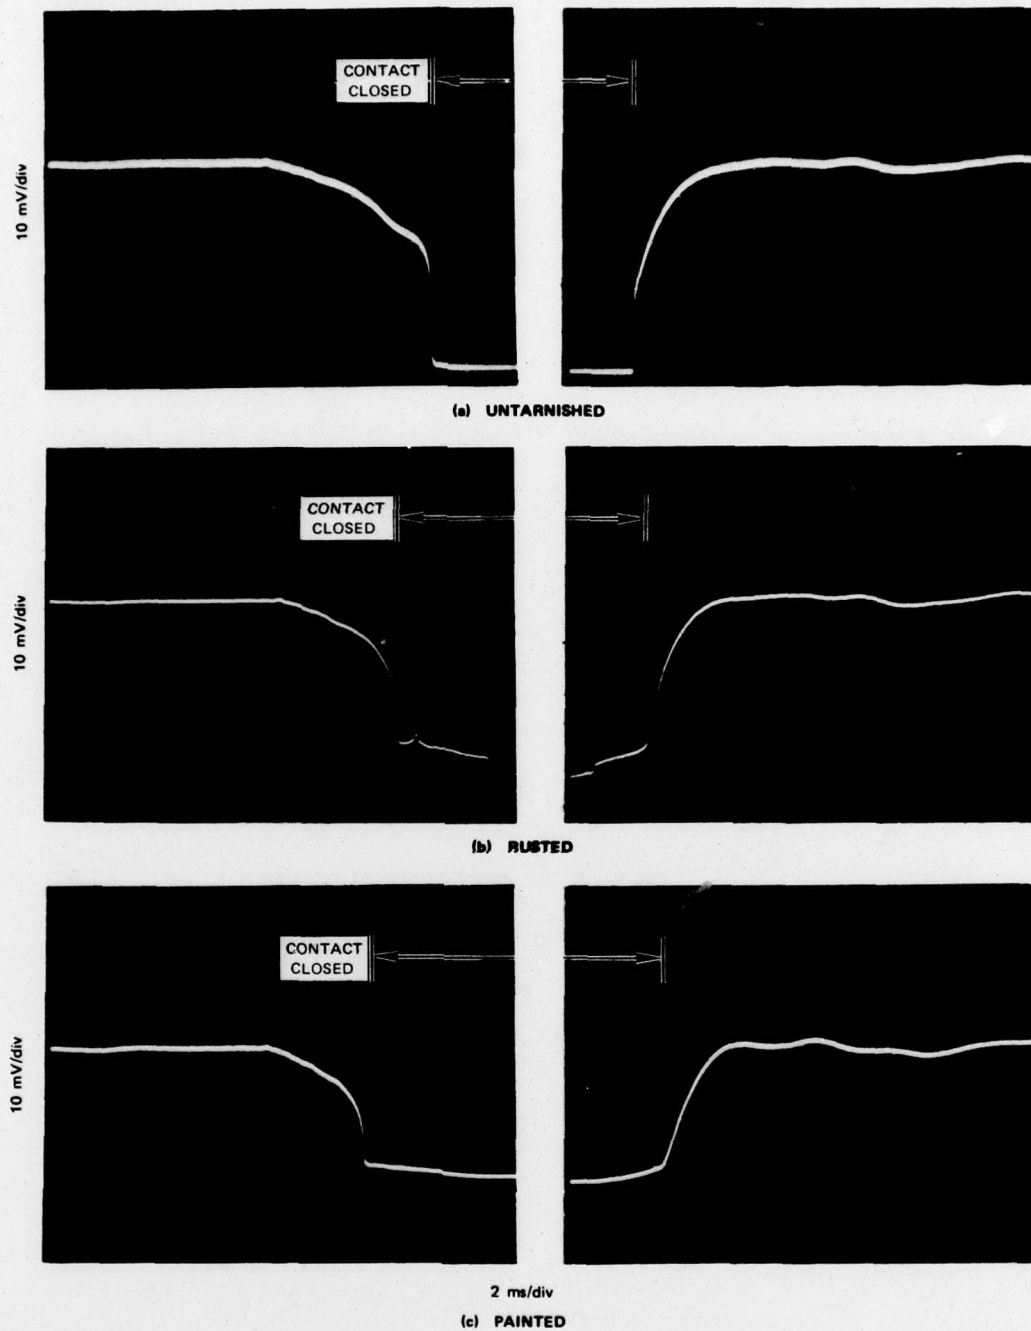 CONTACT
CLOSED
10 mV/div
(a) UNTARNISHED
CONTACT
CLOSED
10 mV/div
(b) RUSTED
CONTACT
CLOSED
10 mV/div
2 ms/div
(c) PAINTED